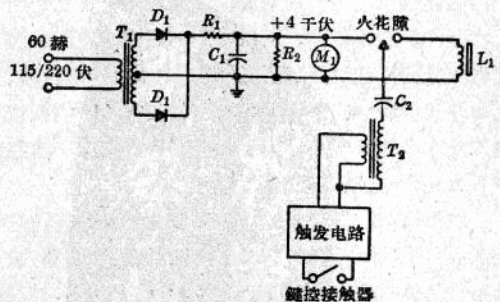 60 赫
115/220 伏
T₁
D₁
D₁
R₁
C₁
R₂
+4 千伏
M₁
火花隙
L₁
C₂
T₂
触发电路
键控接触器